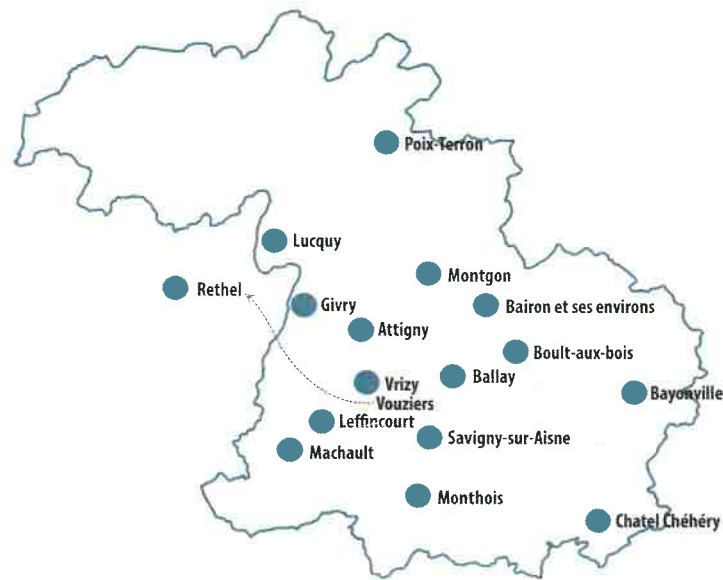 Poix-Terron
Lucquy
Montgon
Rethel
Givry
Bairon et ses environs
Attigny
Boult-aux-bois
Ballay
Vrizy
Vouziers
Bayonville
Leffincourt
Savigny-sur-Aisne
Machault
Monthois
Chatel Chéhéry